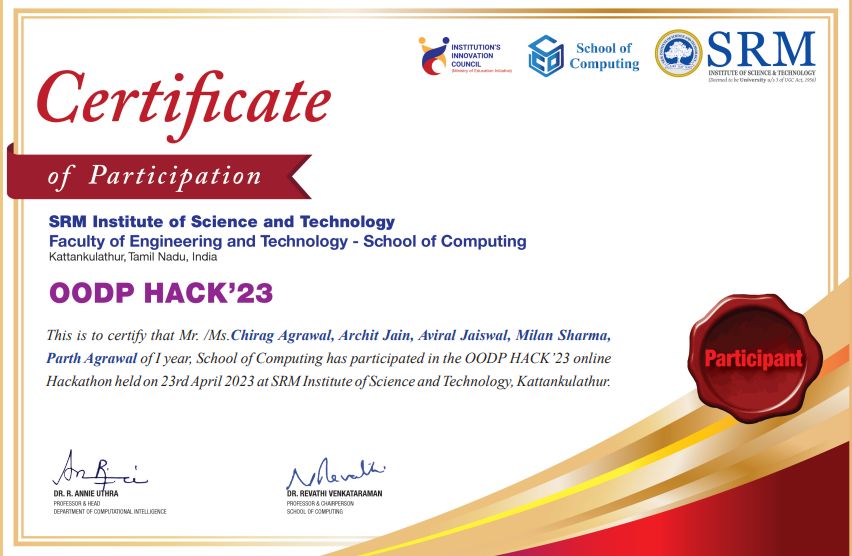 INSTITUTION'S
INNOVATION
COUNCIL
(Ministry of Education Initiative)
School of
Computing
SRM
INSTITUTE OF SCIENCE & TECHNOLOGY
(Deemed to be University u/s 3 of UGC Act, 1956)
Certificate
of Participation
SRM Institute of Science and Technology
Faculty of Engineering and Technology - School of Computing
Kattankulathur, Tamil Nadu, India
OODP HACK'23
This is to certify that Mr. /Ms.Chirag Agrawal, Archit Jain, Aviral Jaiswal, Milan Sharma,
Parth Agrawal of I year, School of Computing has participated in the OODP HACK'23 online
Hackathon held on 23rd April 2023 at SRM Institute of Science and Technology, Kattankulathur.
Participant
DR. R. ANNIE UTHRA
PROFESSOR & HEAD
DEPARTMENT OF COMPUTATIONAL INTELLIGENCE
DR. REVATHI VENKATARAMAN
PROFESSOR & CHAIRPERSON
SCHOOL OF COMPUTING